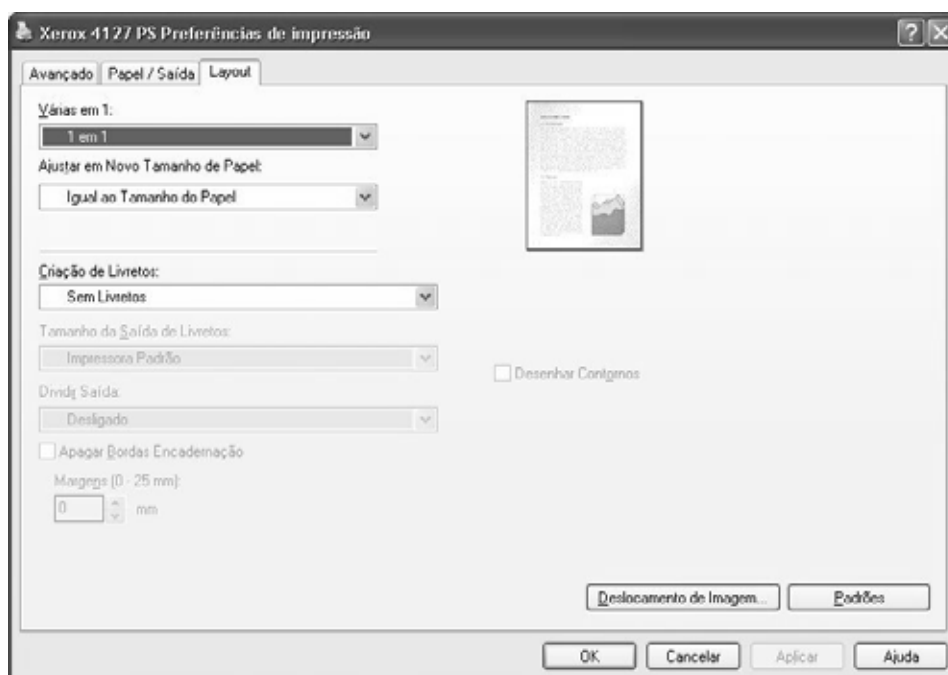 Xerox 4127 PS Preferências de impressão
Avançado Papel / Saída Layout
Várias em 1:
1 em 1
Ajustar em Novo Tamanho de Papel:
Igual ao Tamanho do Papel
Criação de Livretos:
Sem Livretos
Tamanho da Saída de Livretos:
Impressora Padrão
Desenhar Contornos
Dividir Saída:
Desligado
Apagar Bordas Encadernação
Margens (0 - 25 mm):
0 mm
Deslocamento de Imagem... Padrões
OK Cancelar Aplicar Ajuda